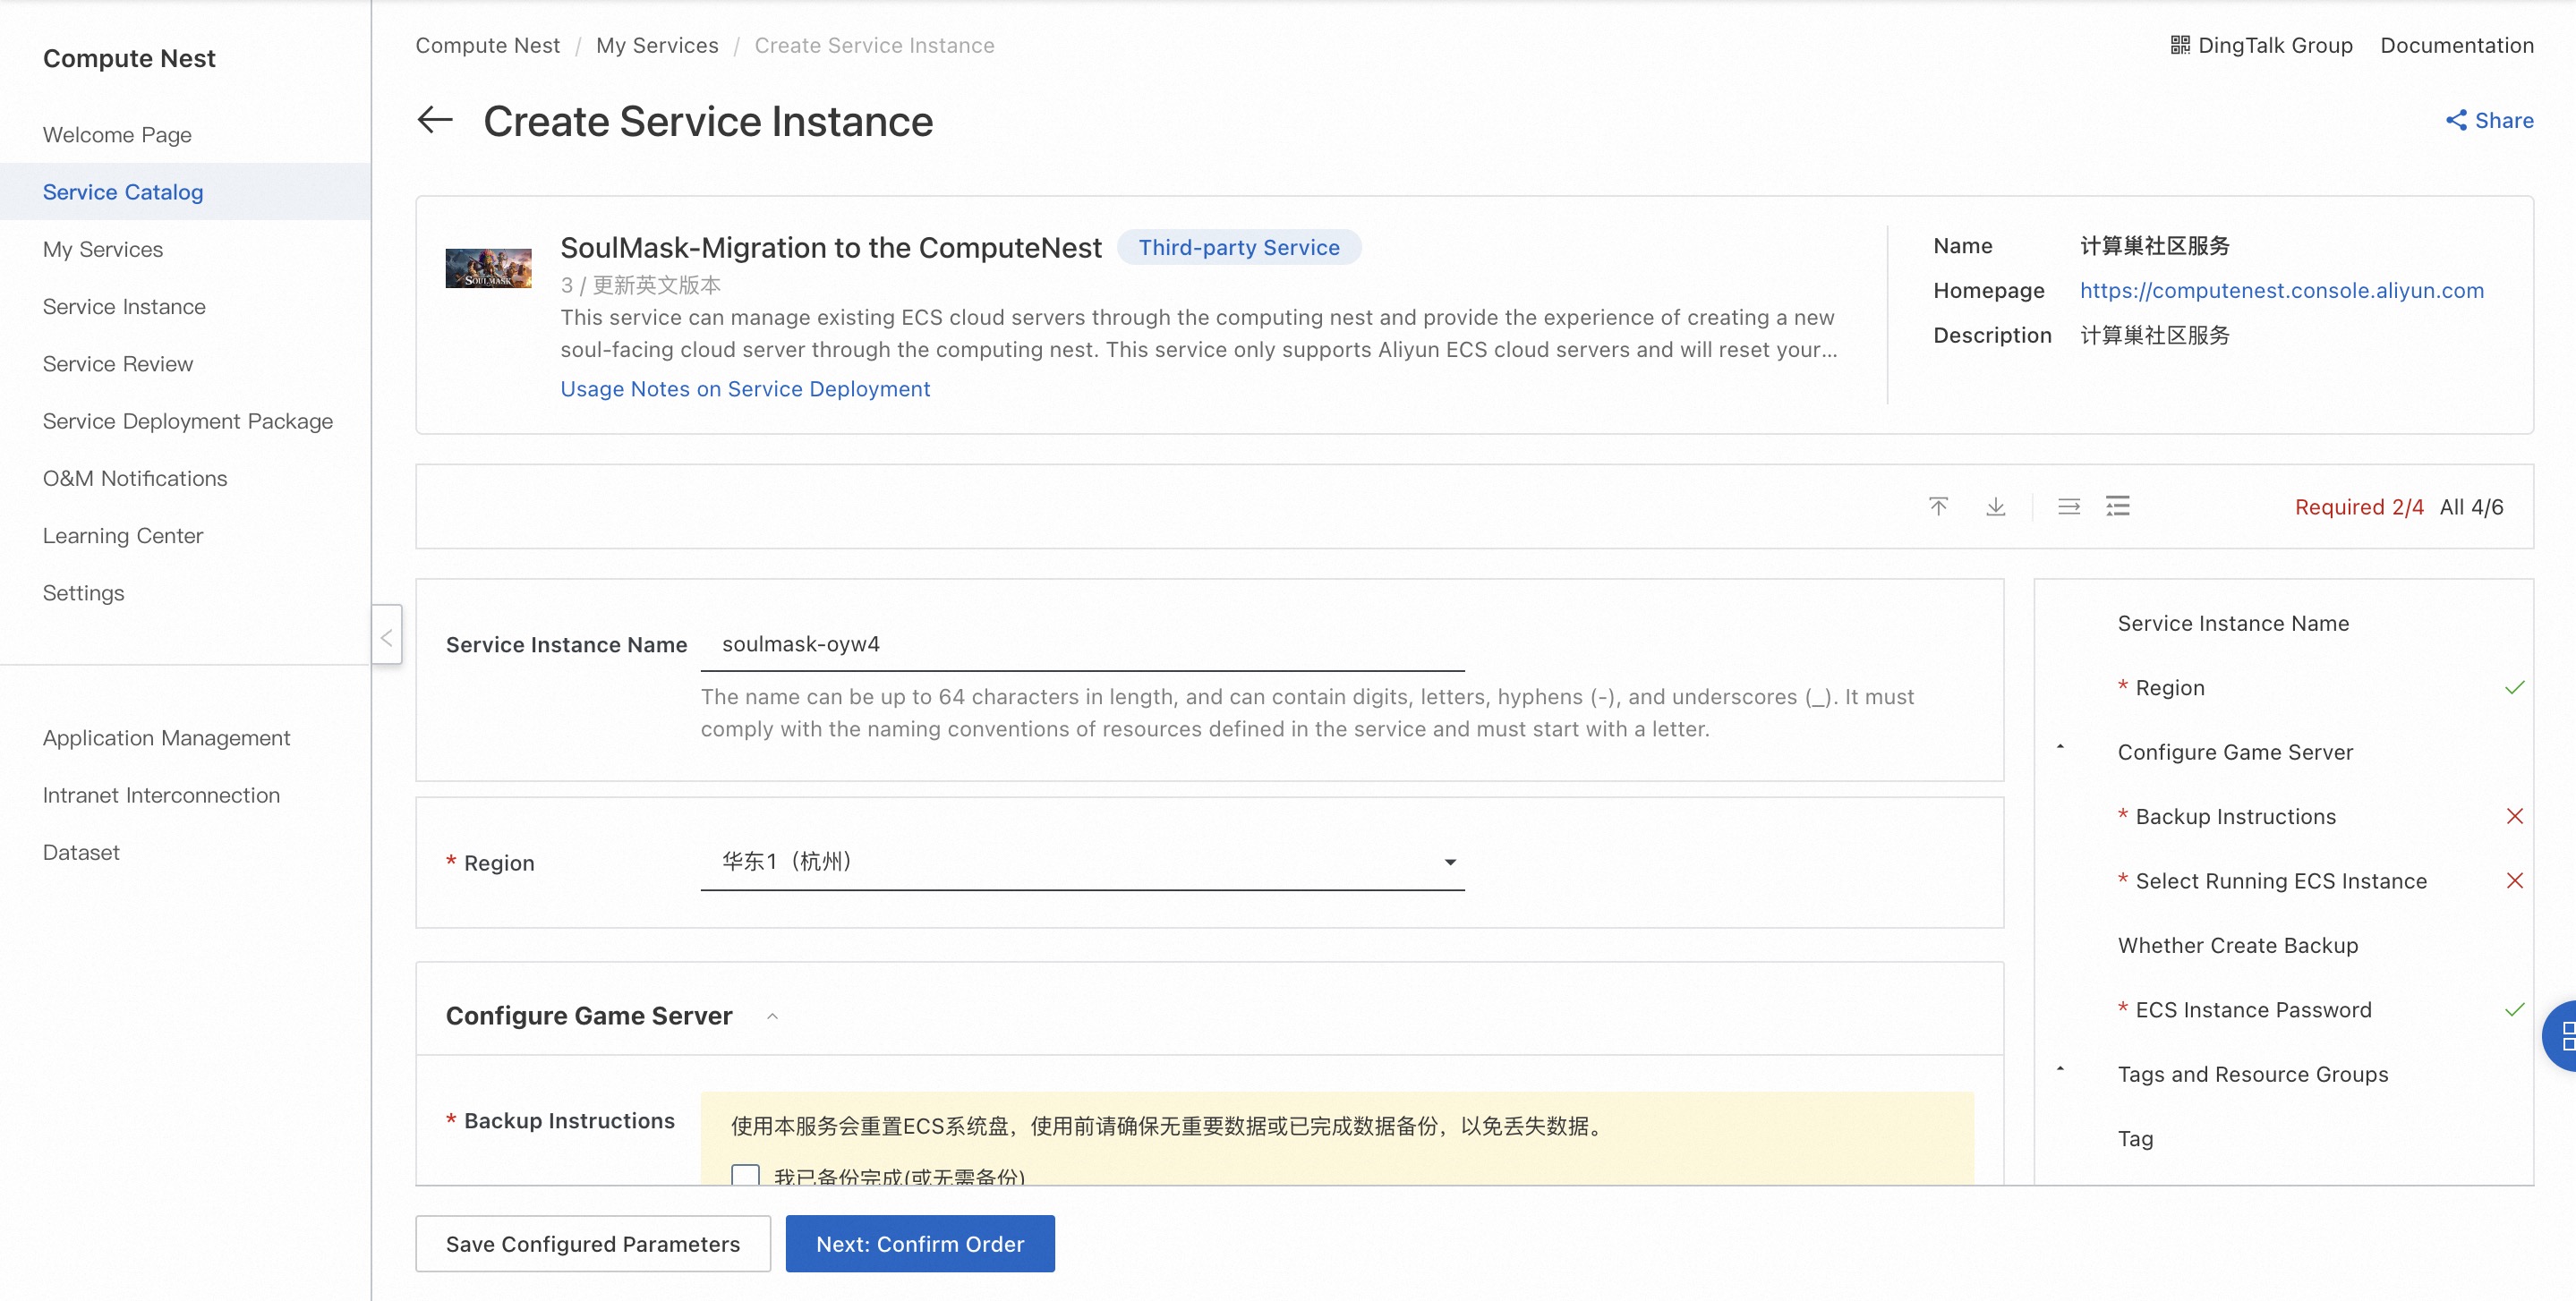 Compute Nest
Welcome Page
Service Catalog
My Services
Service Instance
Service Review
Service Deployment Package
O&M Notifications
Learning Center
Settings
Application Management
Intranet Interconnection
Dataset
Compute Nest / My Services / Create Service Instance
DingTalk Group
Documentation
Create Service Instance
Share
SOULMASK
SoulMask-Migration to the ComputeNest
Third-party Service
3 / 更新英文版本
This service can manage existing ECS cloud servers through the computing nest and provide the experience of creating a new
soul-facing cloud server through the computing nest. This service only supports Aliyun ECS cloud servers and will reset your...
Usage Notes on Service Deployment
Name 计算巢社区服务
Homepage https://computenest.console.aliyun.com
Description 计算巢社区服务
Required 2/4 All 4/6
Service Instance Name soulmask-oyw4
The name can be up to 64 characters in length, and can contain digits, letters, hyphens (-), and underscores (_). It must
comply with the naming conventions of resources defined in the service and must start with a letter.
* Region 华东1（杭州）
Configure Game Server
* Backup Instructions
使用本服务会重置ECS系统盘，使用前请确保无重要数据或已完成数据备份，以免丢失数据。
我已备份完成(或无需备份)
Service Instance Name
* Region
Configure Game Server
* Backup Instructions
* Select Running ECS Instance
Whether Create Backup
* ECS Instance Password
Tags and Resource Groups
Tag
Save Configured Parameters
Next: Confirm Order